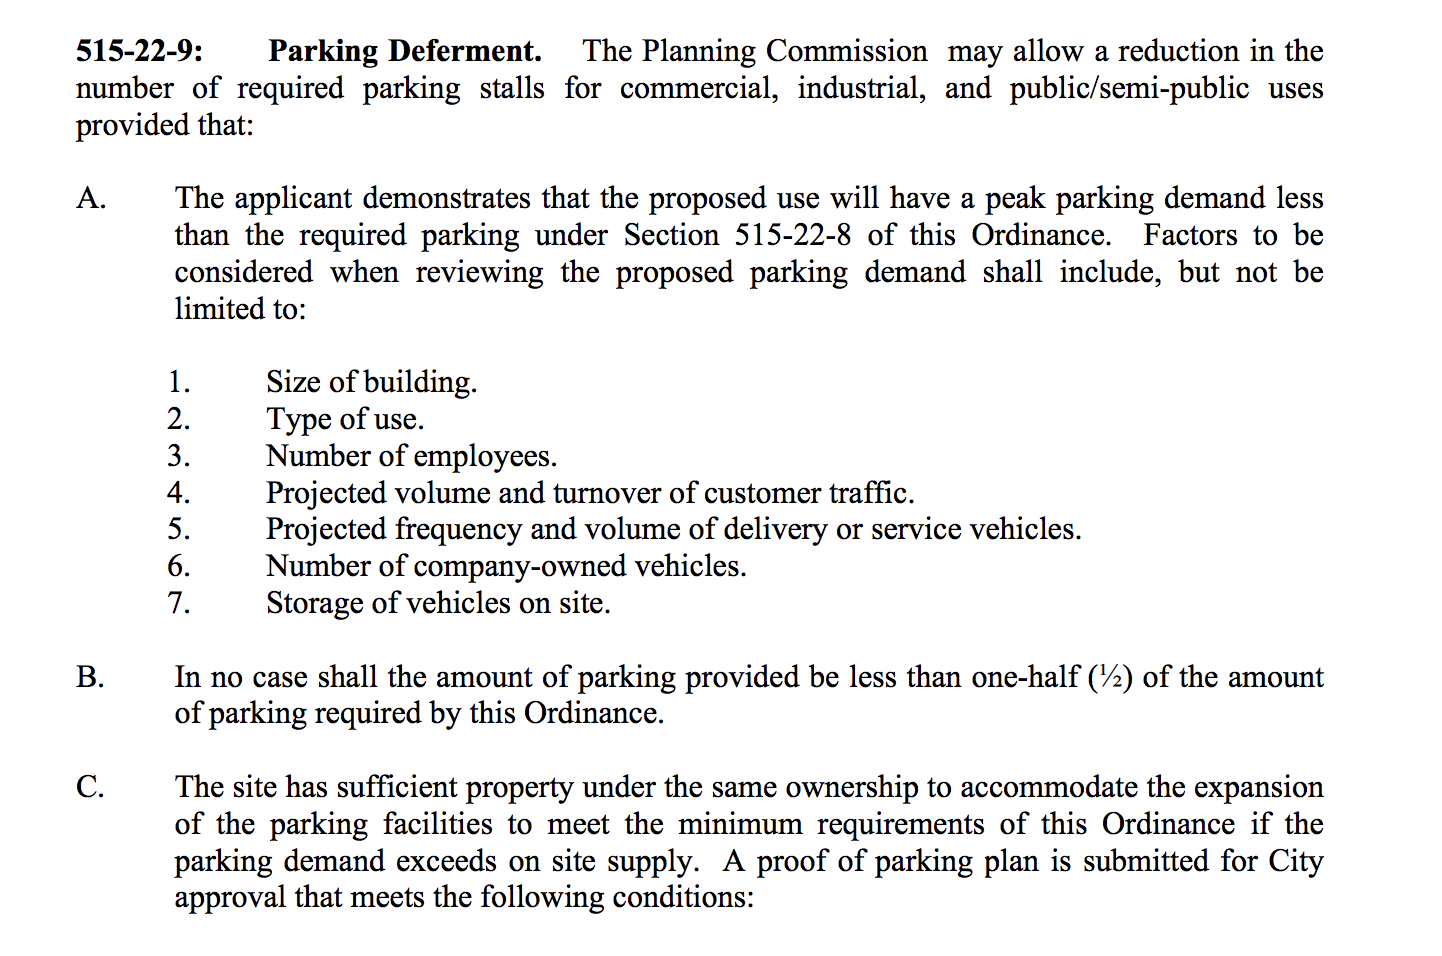 515-22-9: Parking Deferment. The Planning Commission may allow a reduction in the
number of required parking stalls for commercial, industrial, and public/semi-public uses
provided that:
A. The applicant demonstrates that the proposed use will have a peak parking demand less
than the required parking under Section 515-22-8 of this Ordinance. Factors to be
considered when reviewing the proposed parking demand shall include, but not be
limited to:
1. Size of building.
2. Type of use.
3. Number of employees.
4. Projected volume and turnover of customer traffic.
5. Projected frequency and volume of delivery or service vehicles.
6. Number of company-owned vehicles.
7. Storage of vehicles on site.
B. In no case shall the amount of parking provided be less than one-half (½) of the amount
of parking required by this Ordinance.
C. The site has sufficient property under the same ownership to accommodate the expansion
of the parking facilities to meet the minimum requirements of this Ordinance if the
parking demand exceeds on site supply. A proof of parking plan is submitted for City
approval that meets the following conditions: